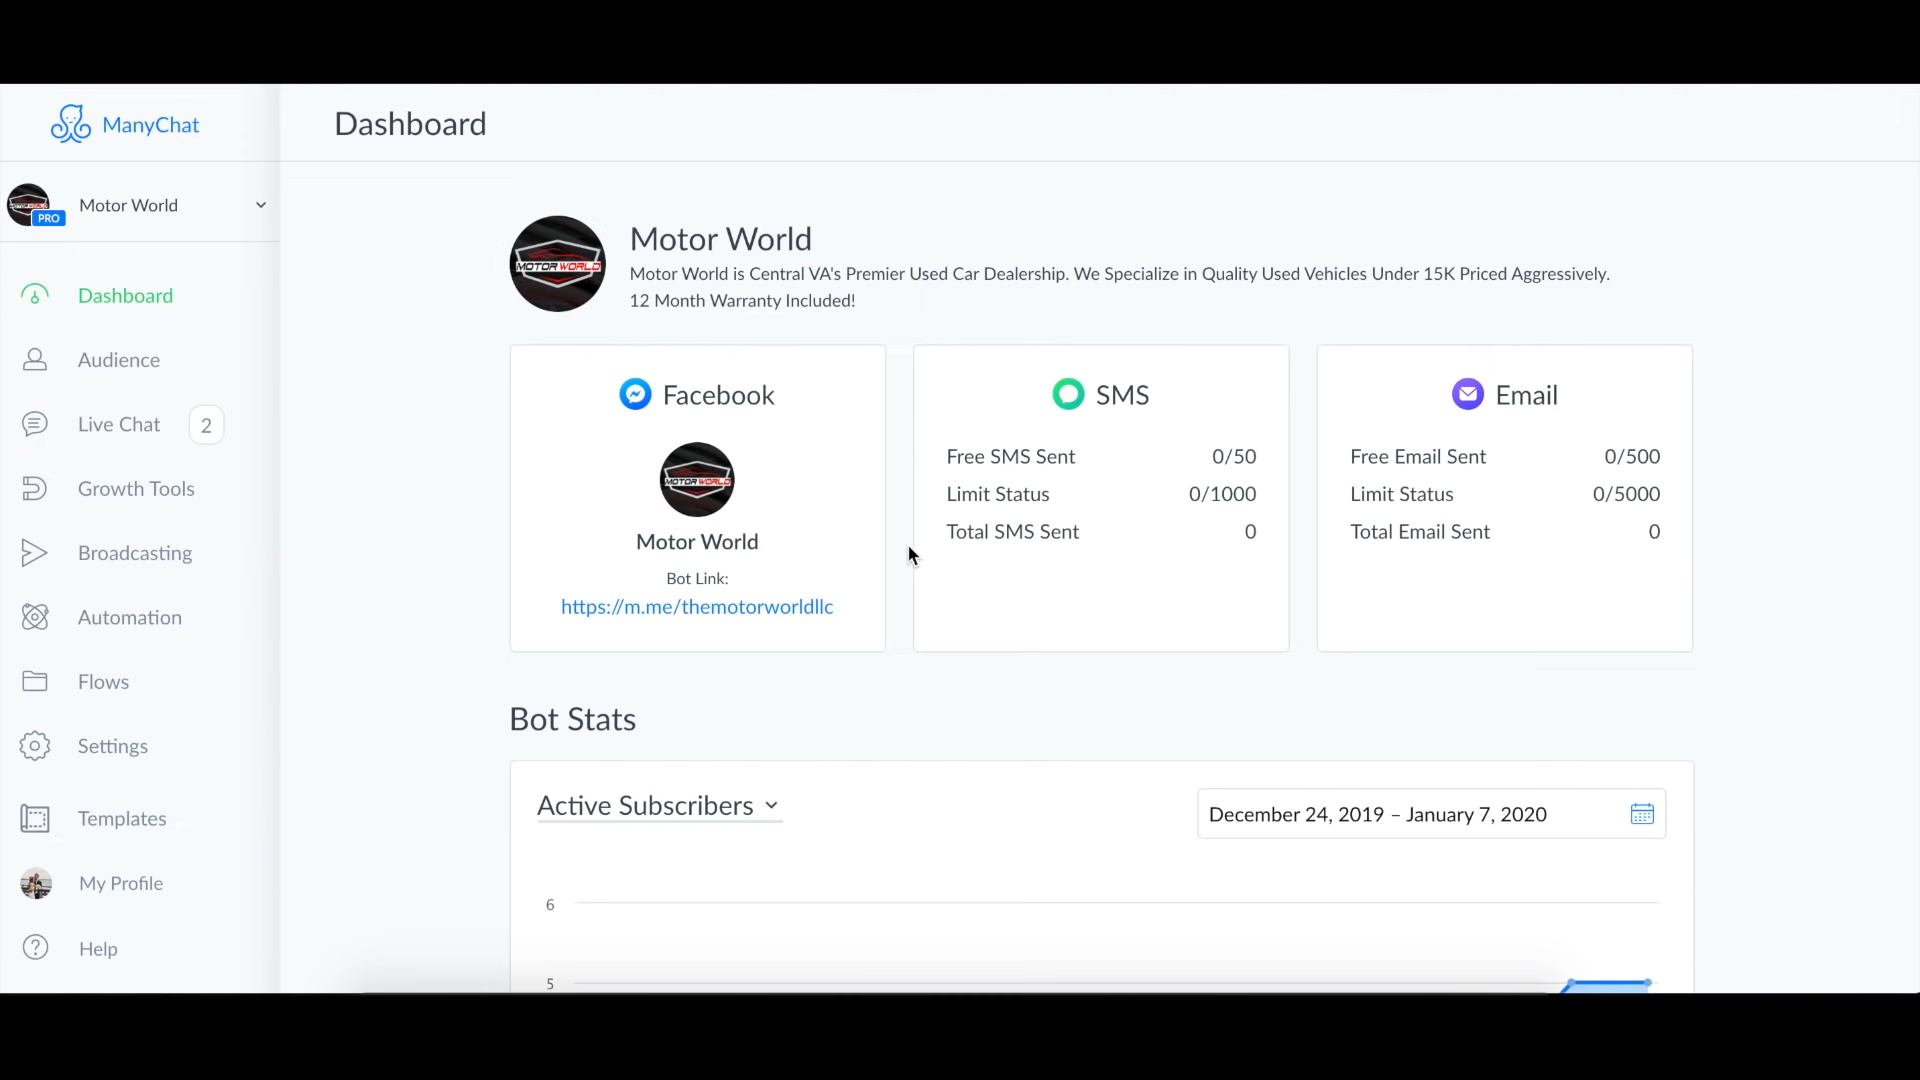 ManyChat
Dashboard
PRO
Motor World
Dashboard
Audience
Live Chat 2
Growth Tools
Broadcasting
Automation
Flows
Settings
Templates
My Profile
Help
MOTOR WORLD
Motor World
Motor World is Central VA's Premier Used Car Dealership. We Specialize in Quality Used Vehicles Under 15K Priced Aggressively.
12 Month Warranty Included!
Facebook
MOTOR WORLD
Motor World
Bot Link:
https://m.me/themotorworldllc
SMS
Free SMS Sent 0/50
Limit Status 0/1000
Total SMS Sent 0
Email
Free Email Sent 0/500
Limit Status 0/5000
Total Email Sent 0
Bot Stats
Active Subscribers
December 24, 2019 – January 7, 2020
6
5